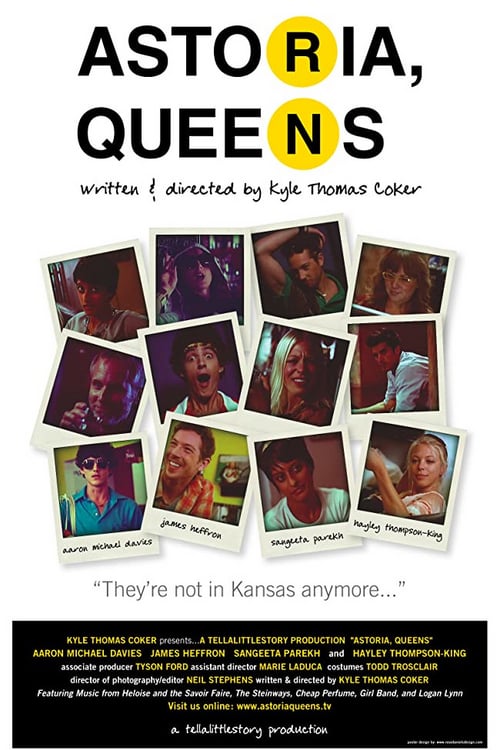 ASTORIA,
QUEENS
written & directed by Kyle Thomas Coker
aaron michael davies
james heffron
sangeeta parekh
hayley thompson-king
“They’re not in Kansas anymore...”
KYLE THOMAS COKER presents...A TELLALITTLESTORY PRODUCTION "ASTORIA, QUEENS"
AARON MICHAEL DAVIES JAMES HEFFRON SANGEETA PAREKH and HAYLEY THOMPSON-KING
associate producer TYSON FORD assistant director MARIE LADUCA costumes TODD TROSCLAIR
director of photography/editor NEIL STEPHENS written & directed by KYLE THOMAS COKER
Featuring Music from Heloise and the Savoir Faire, The Steinways, Cheap Perfume, Girl Band, and Logan Lynn
Visit us online: www.astoriaqueens.tv
a tellalittlestory production
poster design by